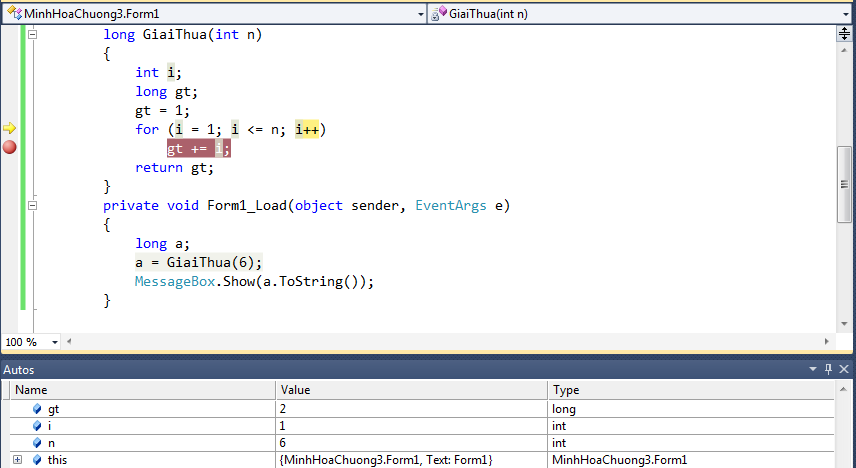 MinhHoaChuong3.Form1 GiaiThua(int n)
long GiaiThua(int n)
{
int i;
long gt;
gt = 1;
for (i = 1; i <= n; i++)
gt += i;
return gt;
}
private void Form1_Load(object sender, EventArgs e)
{
long a;
a = GiaiThua(6);
MessageBox.Show(a.ToString());
}
100 %
Autos
Name Value Type
gt 2 long
i 1 int
n 6 int
this {MinhHoaChuong3.Form1, Text: Form1} MinhHoaChuong3.Form1